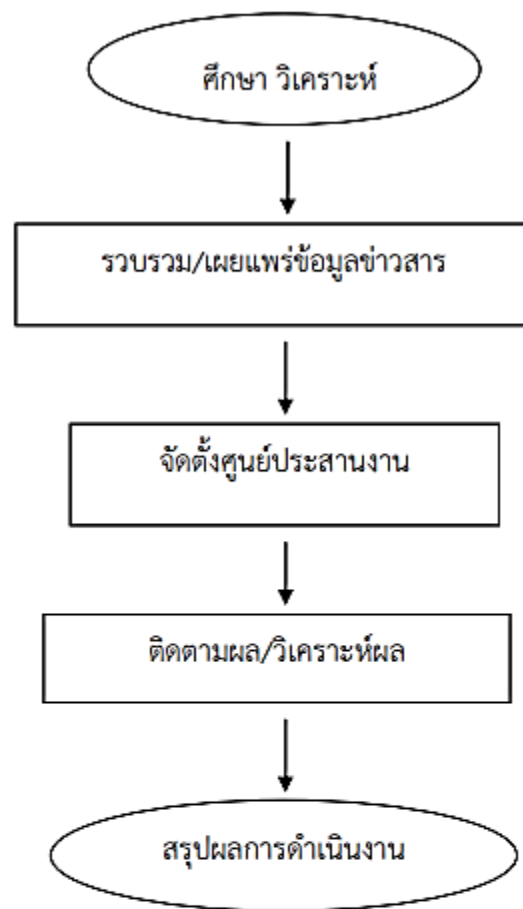 ศึกษา วิเคราะห์
รวบรวม/เผยแพร่ข้อมูลข่าวสาร
จัดตั้งศูนย์ประสานงาน
ติดตามผล/วิเคราะห์ผล
สรุปผลการดำเนินงาน